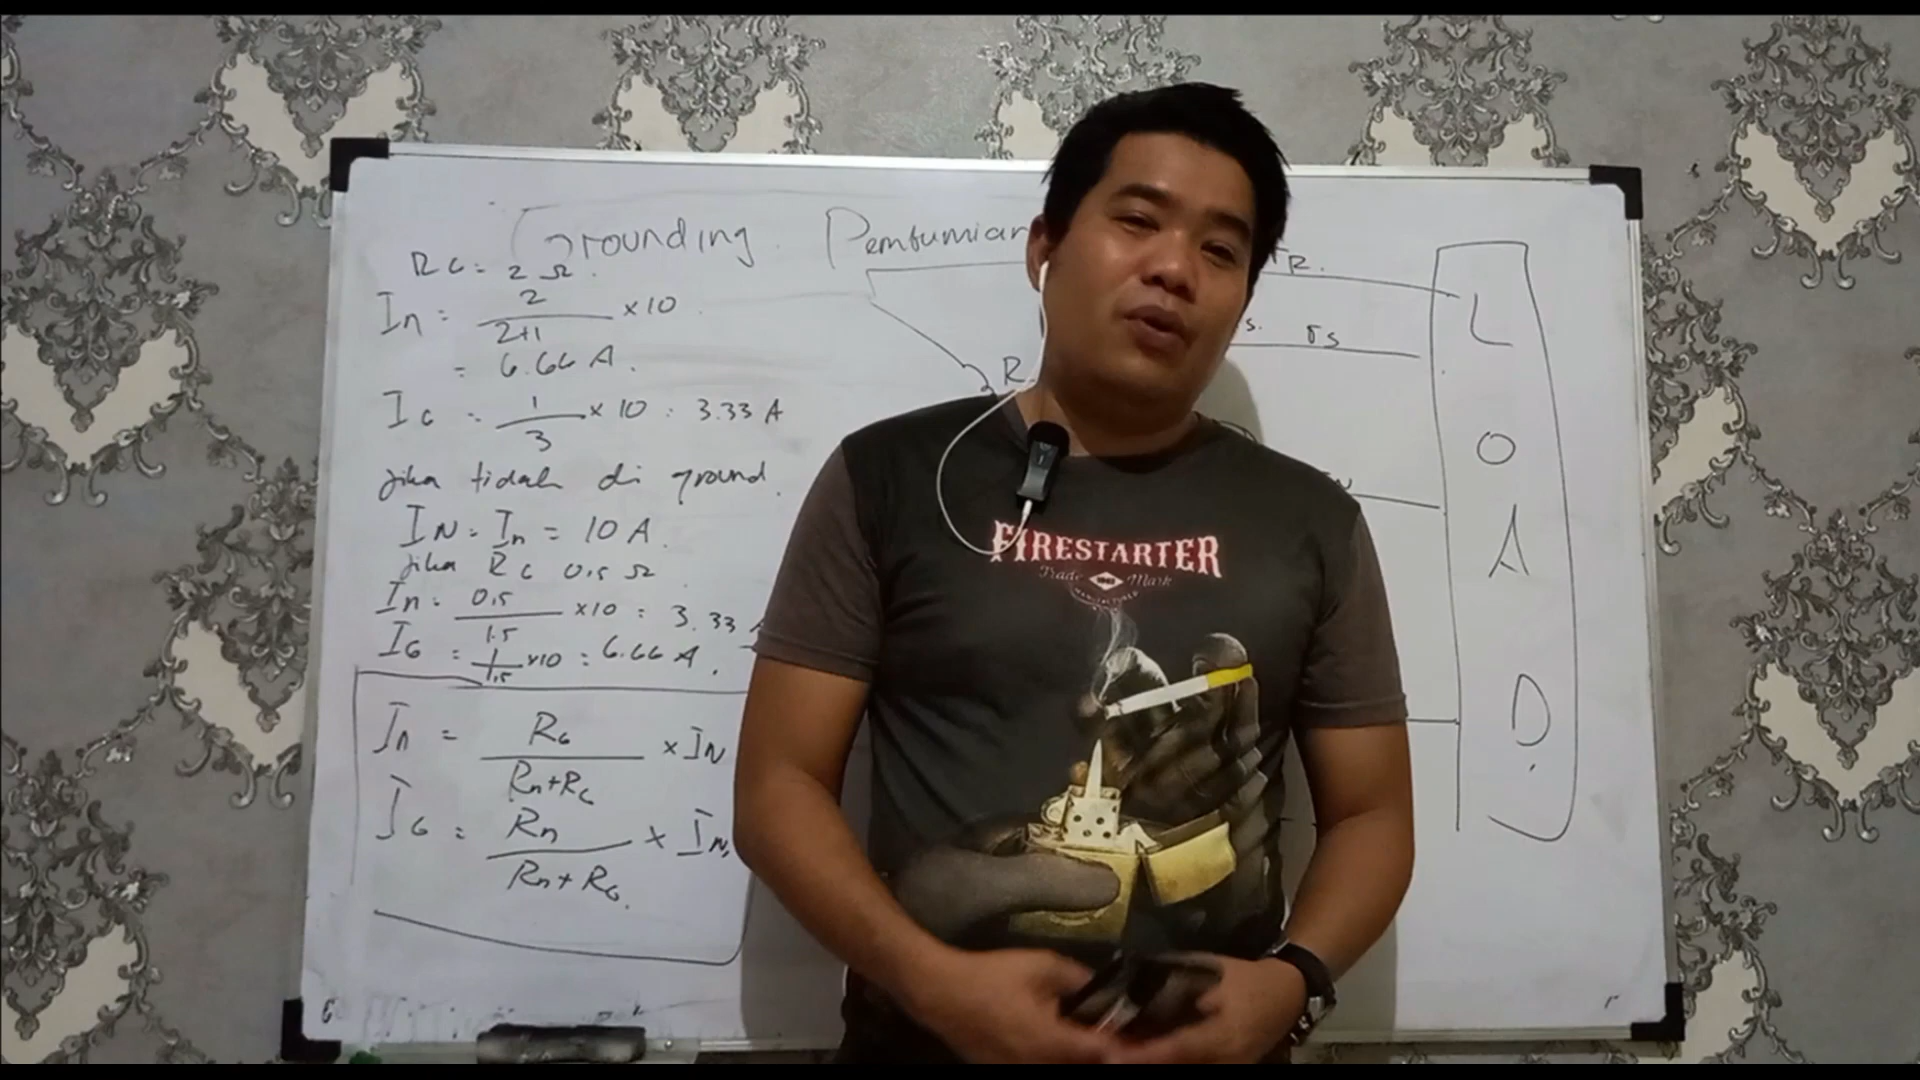 Grounding. Pembumian
RG = 2 Ω.
In = 2 / 2+1 × 10
= 6.66 A.
IG = 1 / 3 × 10 = 3.33 A
jika tidak di ground.
IN = In = 10 A.
jika RG 0,5 Ω
In = 0,5 / 1.5 × 10 = 3.33
IG = 1 / 1.5 × 10 = 6.66 A.
In = RG / Rn+RG × IN
IG = Rn / Rn+RG × IN.
R
R.
s.
LOAD
FIRESTARTER
Trade Mark